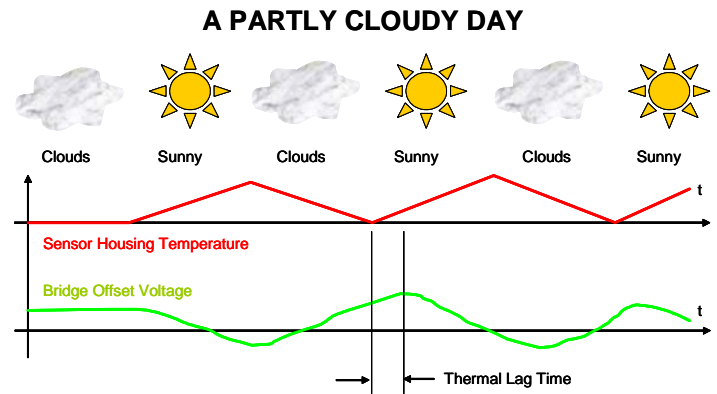 A PARTLY CLOUDY DAY
Clouds Sunny Clouds Sunny Clouds Sunny
t
Sensor Housing Temperature
Bridge Offset Voltage
t
Thermal Lag Time